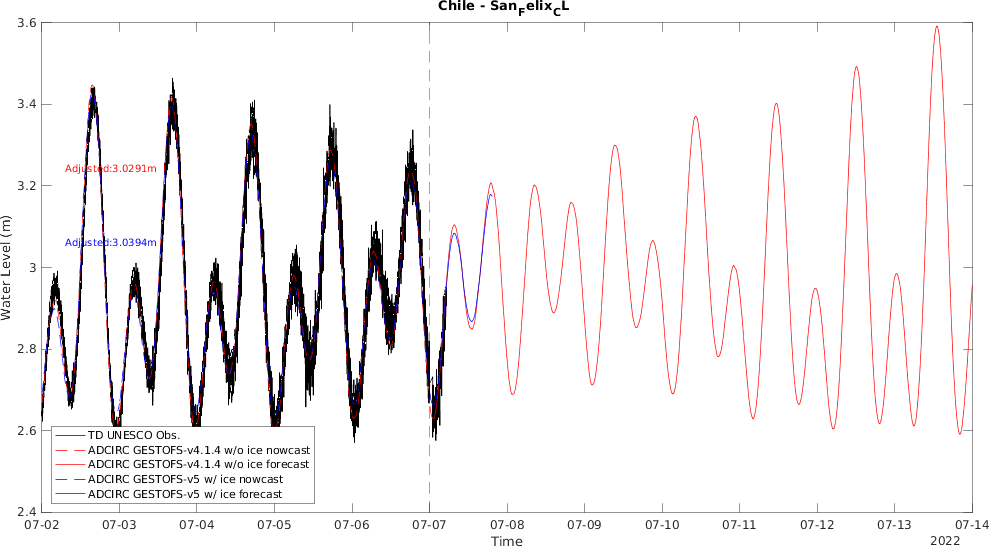 Chile - SanFelixCL
3.6
3.4
3.2
3
2.8
2.6
2.4
Water Level (m)
Adjusted:3.0291m
Adjusted:3.0394m
TD UNESCO Obs.
ADCIRC GESTOFS-v4.1.4 w/o ice nowcast
ADCIRC GESTOFS-v4.1.4 w/o ice forecast
ADCIRC GESTOFS-v5 w/ ice nowcast
ADCIRC GESTOFS-v5 w/ ice forecast
07-02 07-03 07-04 07-05 07-06 07-07 07-08 07-09 07-10 07-11 07-12 07-13 07-14
Time
2022